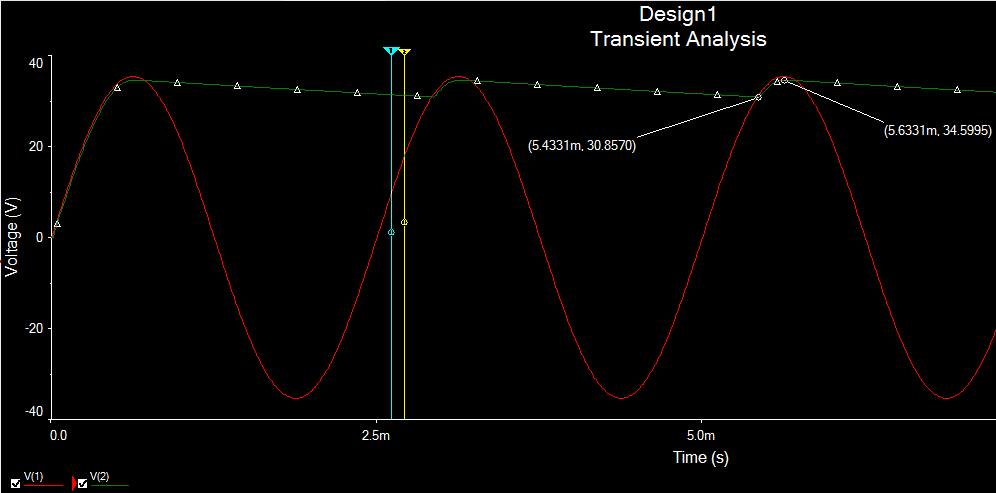 Design1
Transient Analysis
40
20
0
-20
-40
Voltage (V)
(5.4331m, 30.8570)
(5.6331m, 34.5995)
0.0
2.5m
5.0m
Time (s)
V(1)
V(2)